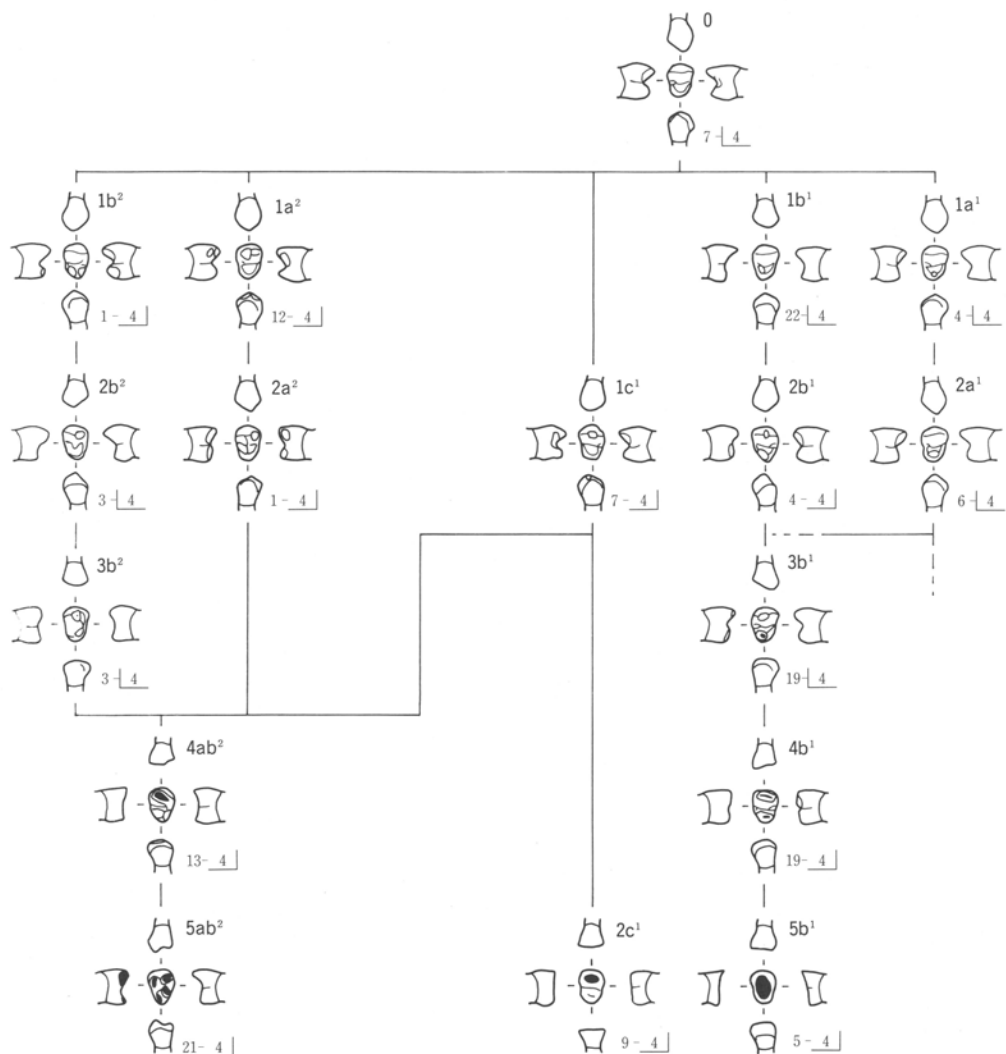 0
7-4
1b²
1a²
1b¹
1a¹
1-4
12-4
22-4
4-4
2b²
2a²
1c¹
2b¹
2a¹
3-4
1-4
7-4
4-4
6-4
3b²
3b¹
3-4
19-4
4ab²
4b¹
13-4
19-4
5ab²
2c¹
5b¹
21-4
9-4
5-4